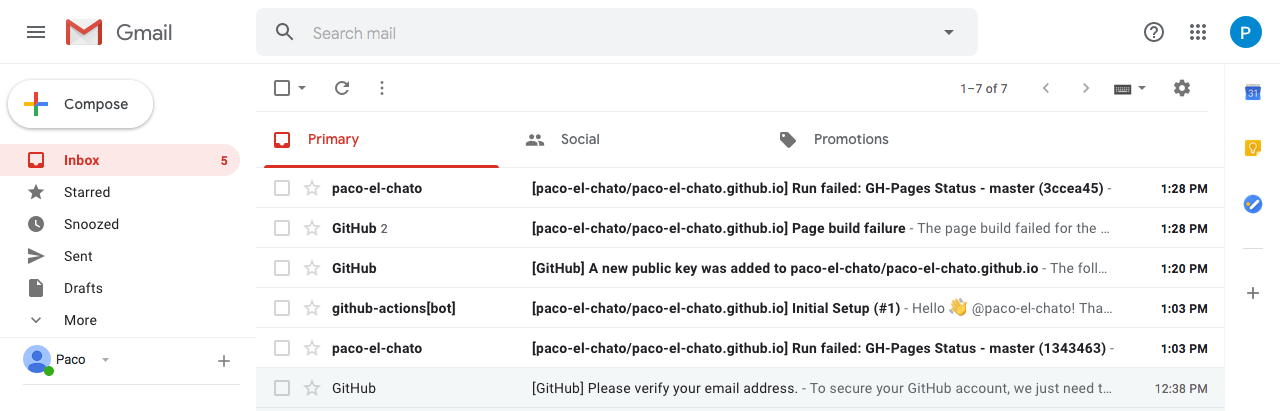 Gmail
Search mail
P
Compose
1–7 of 7
31
Primary
Social
Promotions
Inbox 5
Starred
Snoozed
Sent
Drafts
More
Paco
paco-el-chato [paco-el-chato/paco-el-chato.github.io] Run failed: GH-Pages Status - master (3ccea45) - 1:28 PM
GitHub 2 [paco-el-chato/paco-el-chato.github.io] Page build failure - The page build failed for the … 1:28 PM
GitHub [GitHub] A new public key was added to paco-el-chato/paco-el-chato.github.io - The foll… 1:20 PM
github-actions[bot] [paco-el-chato/paco-el-chato.github.io] Initial Setup (#1) - Hello 👋 @paco-el-chato! Tha… 1:03 PM
paco-el-chato [paco-el-chato/paco-el-chato.github.io] Run failed: GH-Pages Status - master (1343463) - 1:03 PM
GitHub [GitHub] Please verify your email address. - To secure your GitHub account, we just need t… 12:38 PM